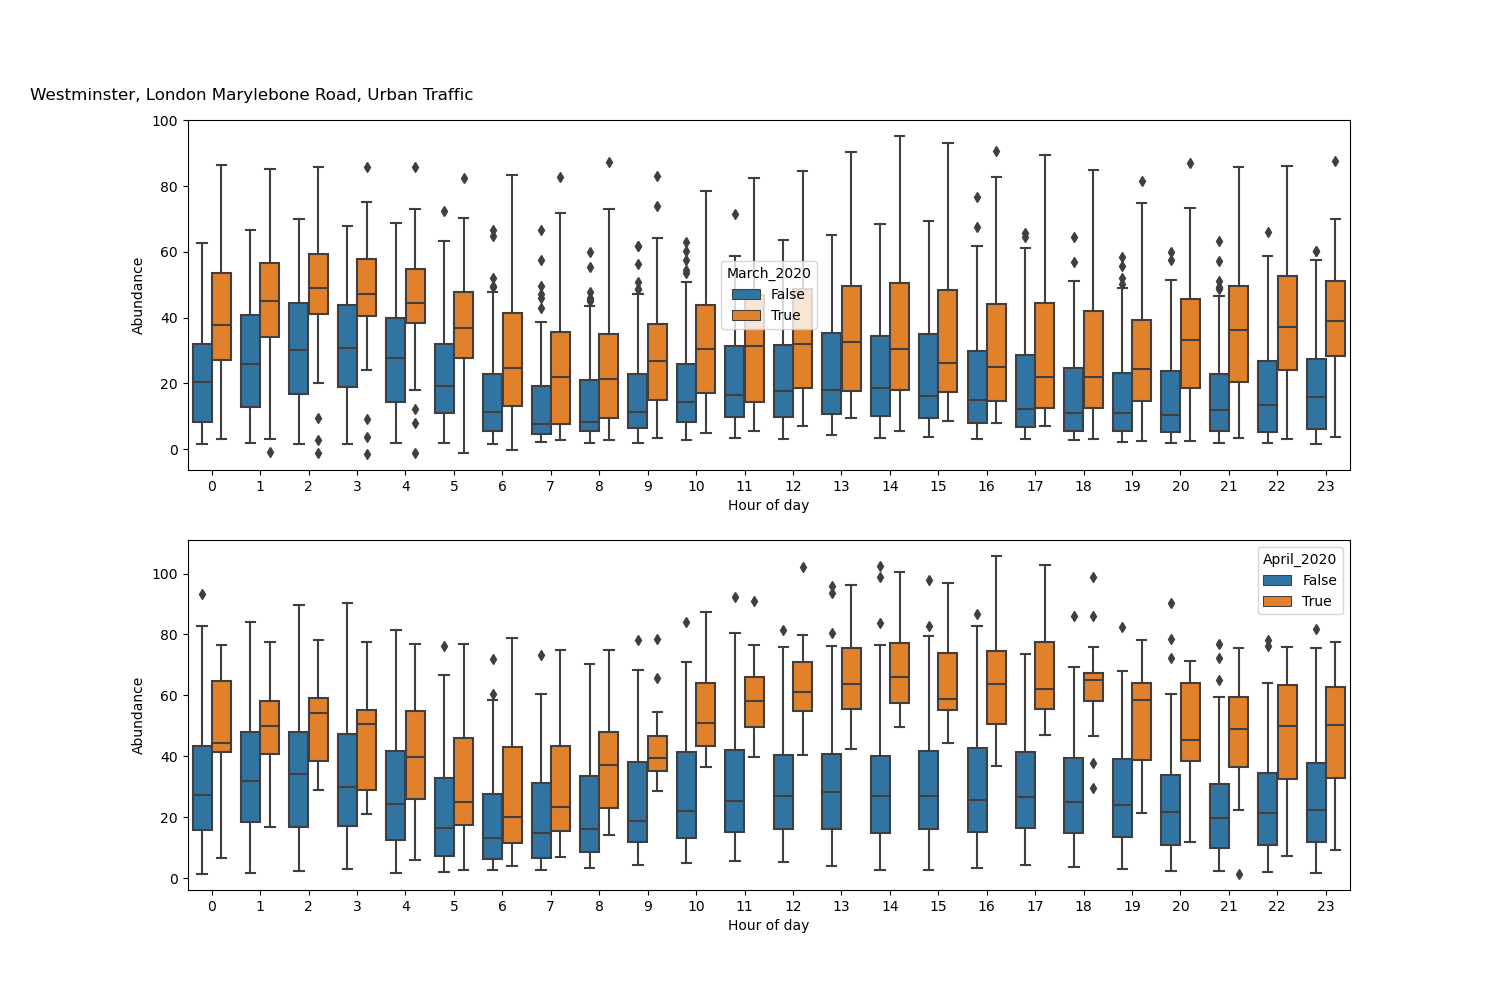 Westminster, London Marylebone Road, Urban Traffic
100
80
60
40
20
0
Abundance
March_2020
False
True
0 1 2 3 4 5 6 7 8 9 10 11 12 13 14 15 16 17 18 19 20 21 22 23
Hour of day
100
80
60
40
20
0
Abundance
April_2020
False
True
0 1 2 3 4 5 6 7 8 9 10 11 12 13 14 15 16 17 18 19 20 21 22 23
Hour of day